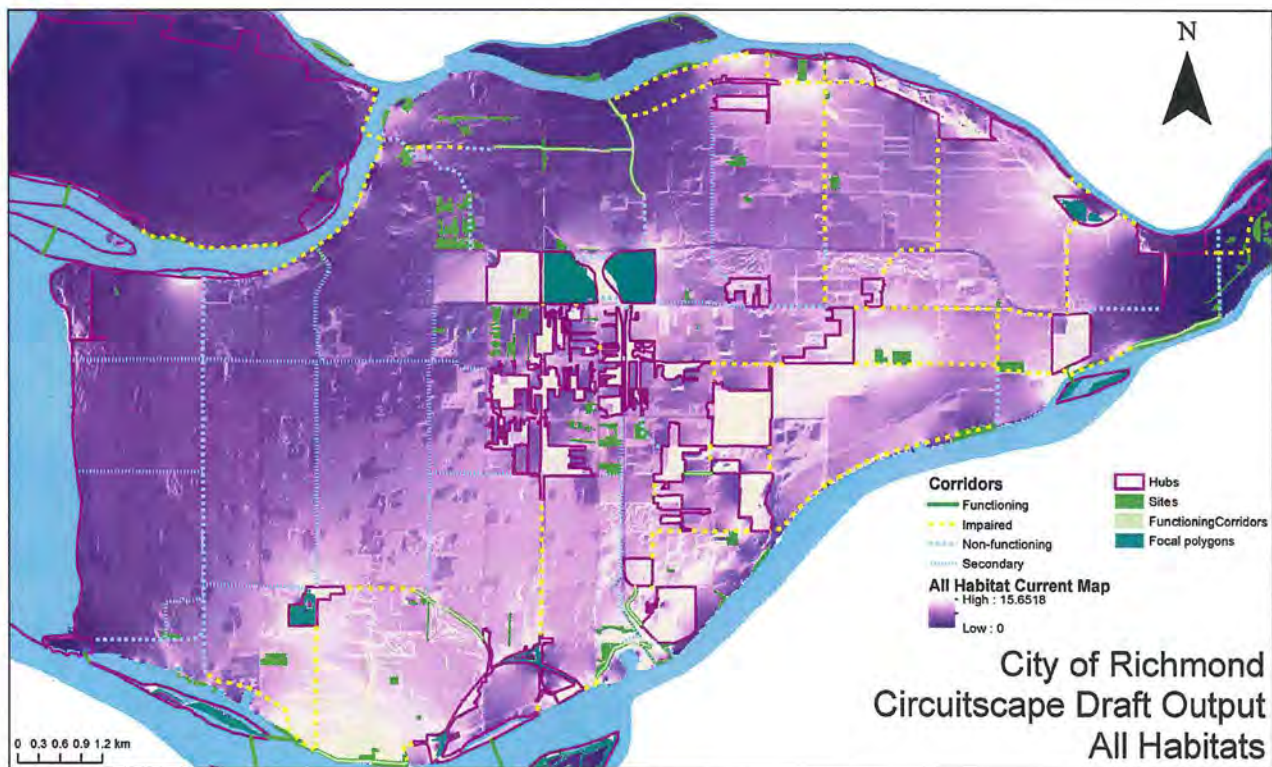 N
Corridors
Functioning
Impaired
Non-functioning
Secondary
Hubs
Sites
FunctioningCorridors
Focal polygons
All Habitat Current Map
High : 15.6518
Low : 0
City of Richmond
Circuitscape Draft Output
All Habitats
0 0.3 0.6 0.9 1.2 km